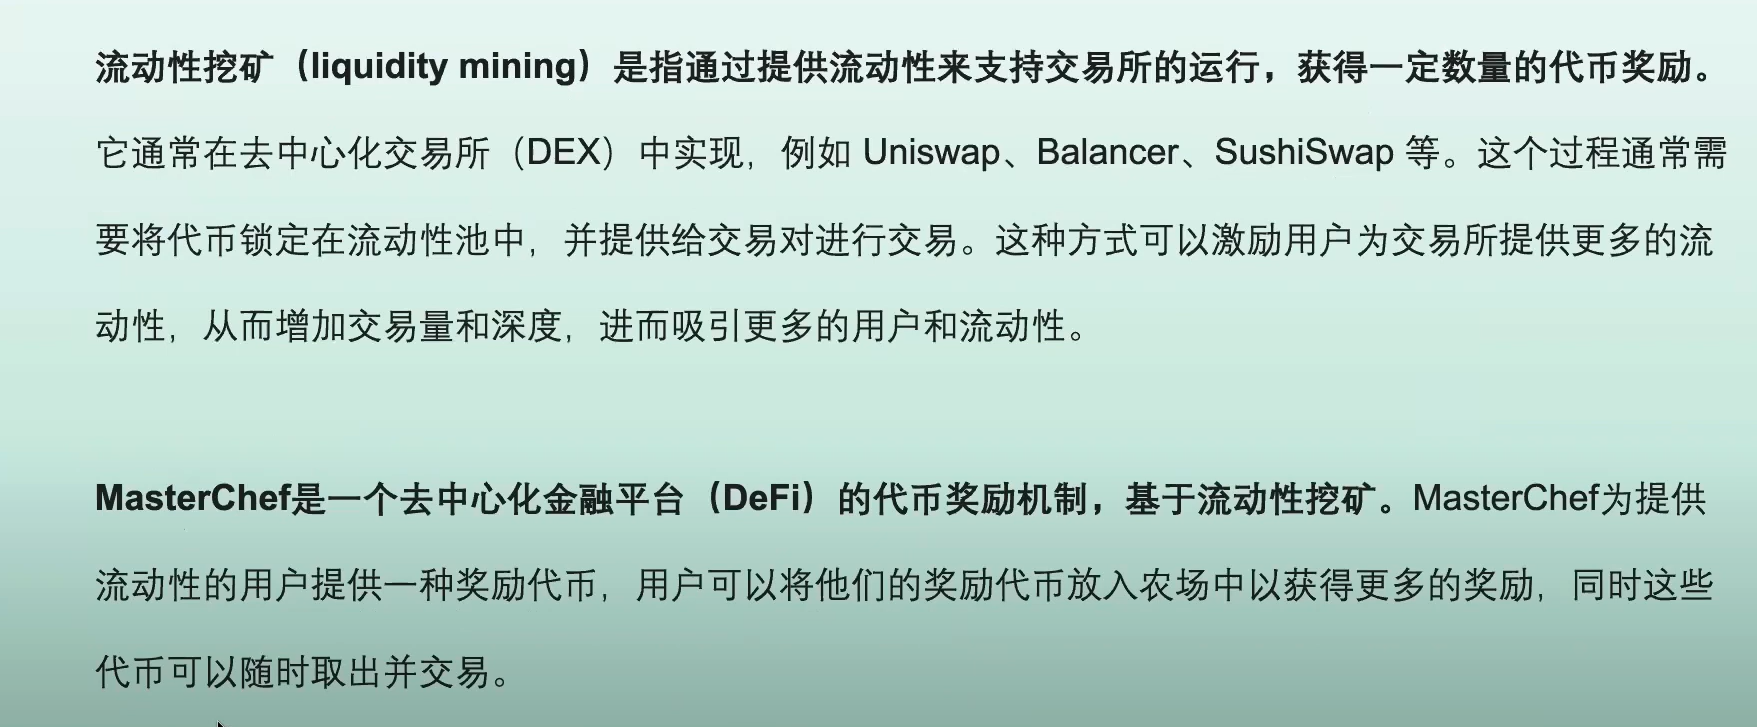 流动性挖矿（liquidity mining）是指通过提供流动性来支持交易所的运行，获得一定数量的代币奖励。
它通常在去中心化交易所（DEX）中实现，例如 Uniswap、Balancer、SushiSwap 等。这个过程通常需
要将代币锁定在流动性池中，并提供给交易对进行交易。这种方式可以激励用户为交易所提供更多的流
动性，从而增加交易量和深度，进而吸引更多的用户和流动性。
MasterChef是一个去中心化金融平台（DeFi）的代币奖励机制，基于流动性挖矿。MasterChef为提供
流动性的用户提供一种奖励代币，用户可以将他们的奖励代币放入农场中以获得更多的奖励，同时这些
代币可以随时取出并交易。